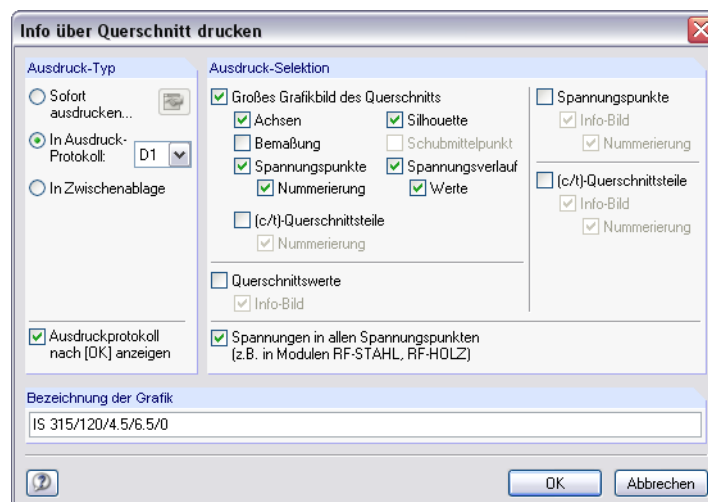 Info über Querschnitt drucken
Ausdruck-Typ
Sofort
ausdrucken...
In Ausdruck-
Protokoll:
D1
In Zwischenablage
Ausdruckprotokoll
nach [OK] anzeigen
Ausdruck-Selektion
Großes Grafikbild des Querschnitts
Achsen
Silhouette
Bemaßung
Schubmittelpunkt
Spannungspunkte
Spannungsverlauf
Nummerierung
Werte
(c/t)-Querschnittsteile
Nummerierung
Querschnittswerte
Info-Bild
Spannungspunkte
Info-Bild
Nummerierung
(c/t)-Querschnittsteile
Info-Bild
Nummerierung
Spannungen in allen Spannungspunkten
(z.B. in Modulen RF-STAHL, RF-HOLZ)
Bezeichnung der Grafik
IS 315/120/4.5/6.5/0
OK
Abbrechen